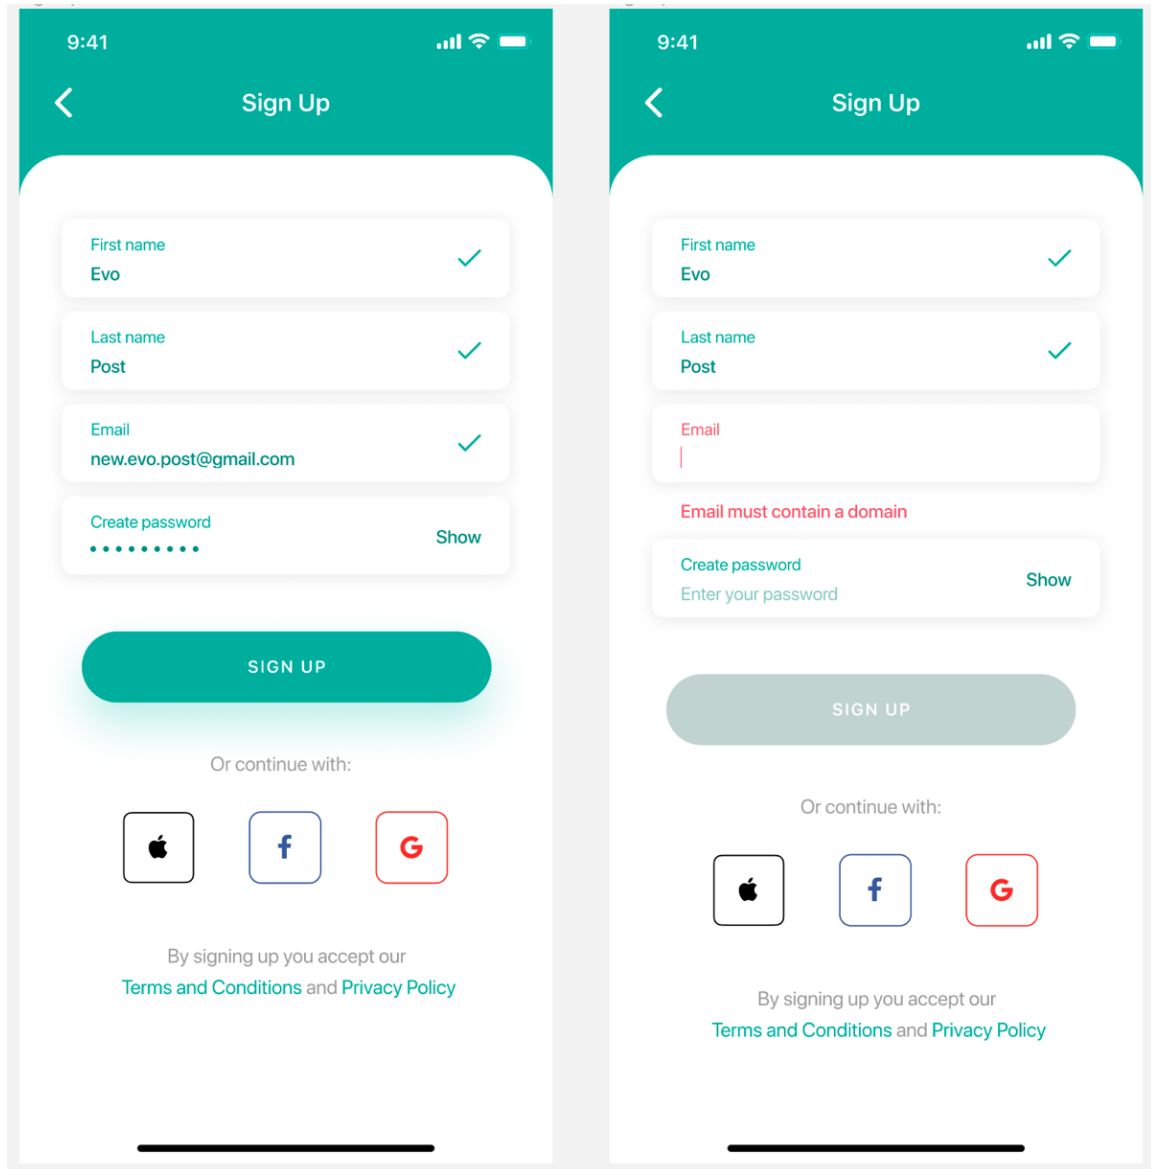 9:41
Sign Up
First name
Evo
Last name
Post
Email
new.evo.post@gmail.com
Create password
•••••••••
Show
SIGN UP
Or continue with:
f
G
By signing up you accept our
Terms and Conditions and Privacy Policy
9:41
Sign Up
First name
Evo
Last name
Post
Email
Email must contain a domain
Create password
Enter your password
Show
SIGN UP
Or continue with:
f
G
By signing up you accept our
Terms and Conditions and Privacy Policy